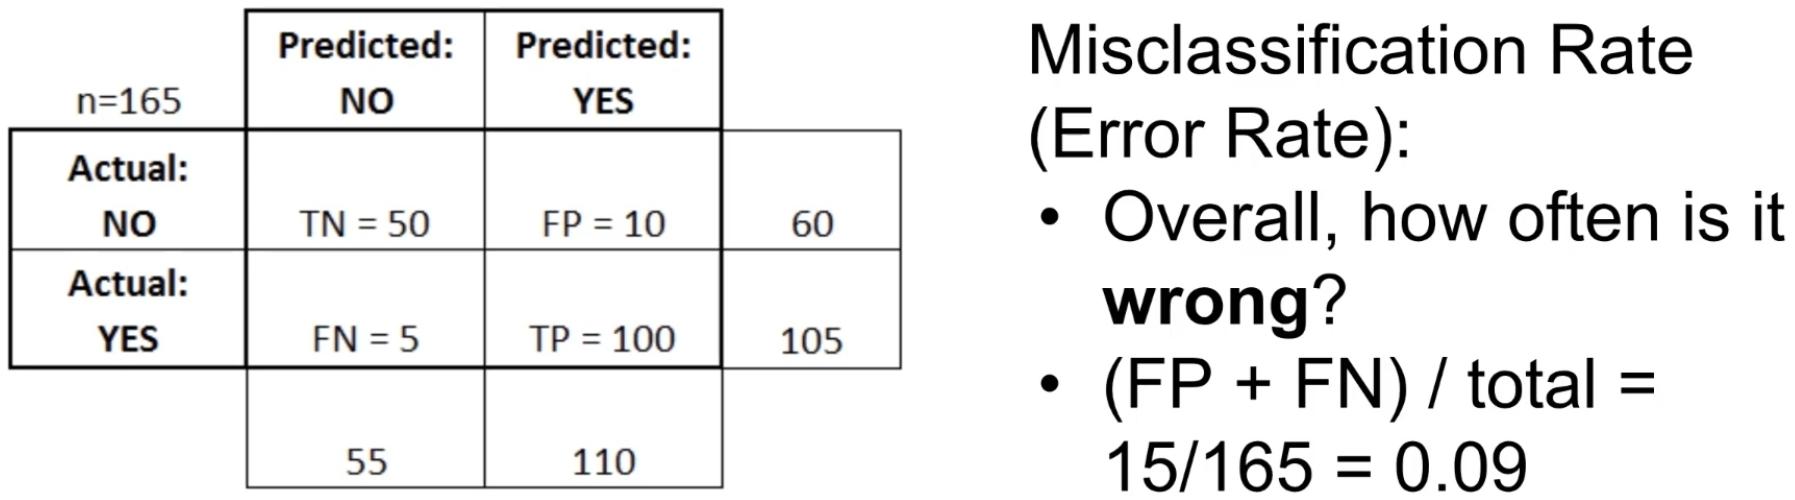 Predicted: Predicted:
n=165 NO YES
Actual:
NO TN = 50 FP = 10 60
Actual:
YES FN = 5 TP = 100 105
55 110
Misclassification Rate
(Error Rate):
• Overall, how often is it
wrong?
• (FP + FN) / total =
15/165 = 0.09